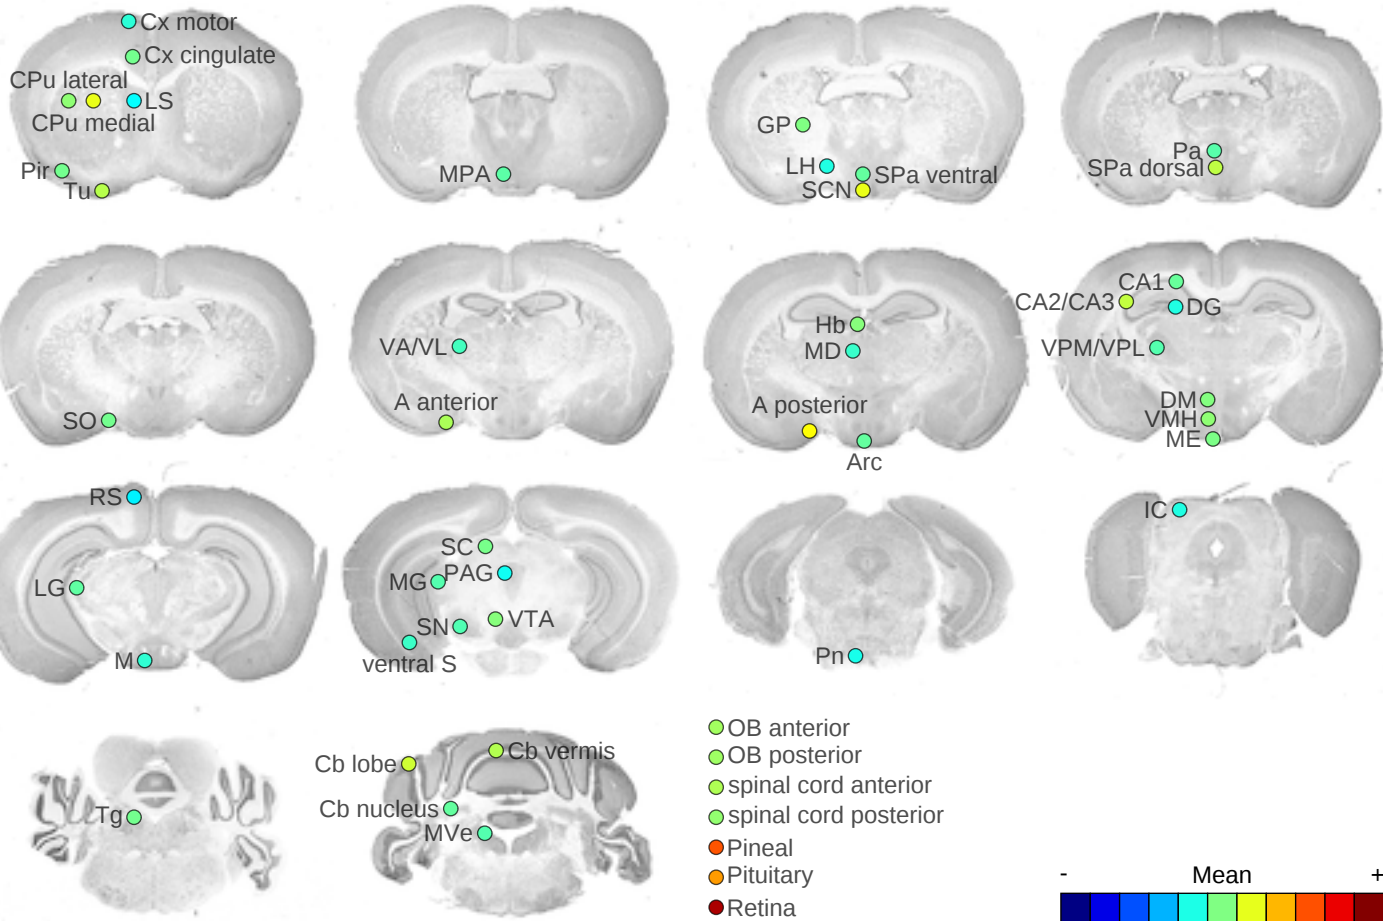 Cx motor
Cx cingulate
CPu lateral
LS
CPu medial
Pir
Tu
MPA
GP
LH
SPa ventral
SCN
Pa
SPa dorsal
SO
VA/VL
A anterior
Hb
MD
A posterior
Arc
CA1
CA2/CA3
DG
VPM/VPL
DM
VMH
ME
RS
LG
M
SC
MG
PAG
SN
VTA
ventral S
Pn
IC
Tg
Cb lobe
Cb vermis
Cb nucleus
MVe
OB anterior
OB posterior
spinal cord anterior
spinal cord posterior
Pineal
Pituitary
Retina
- Mean +